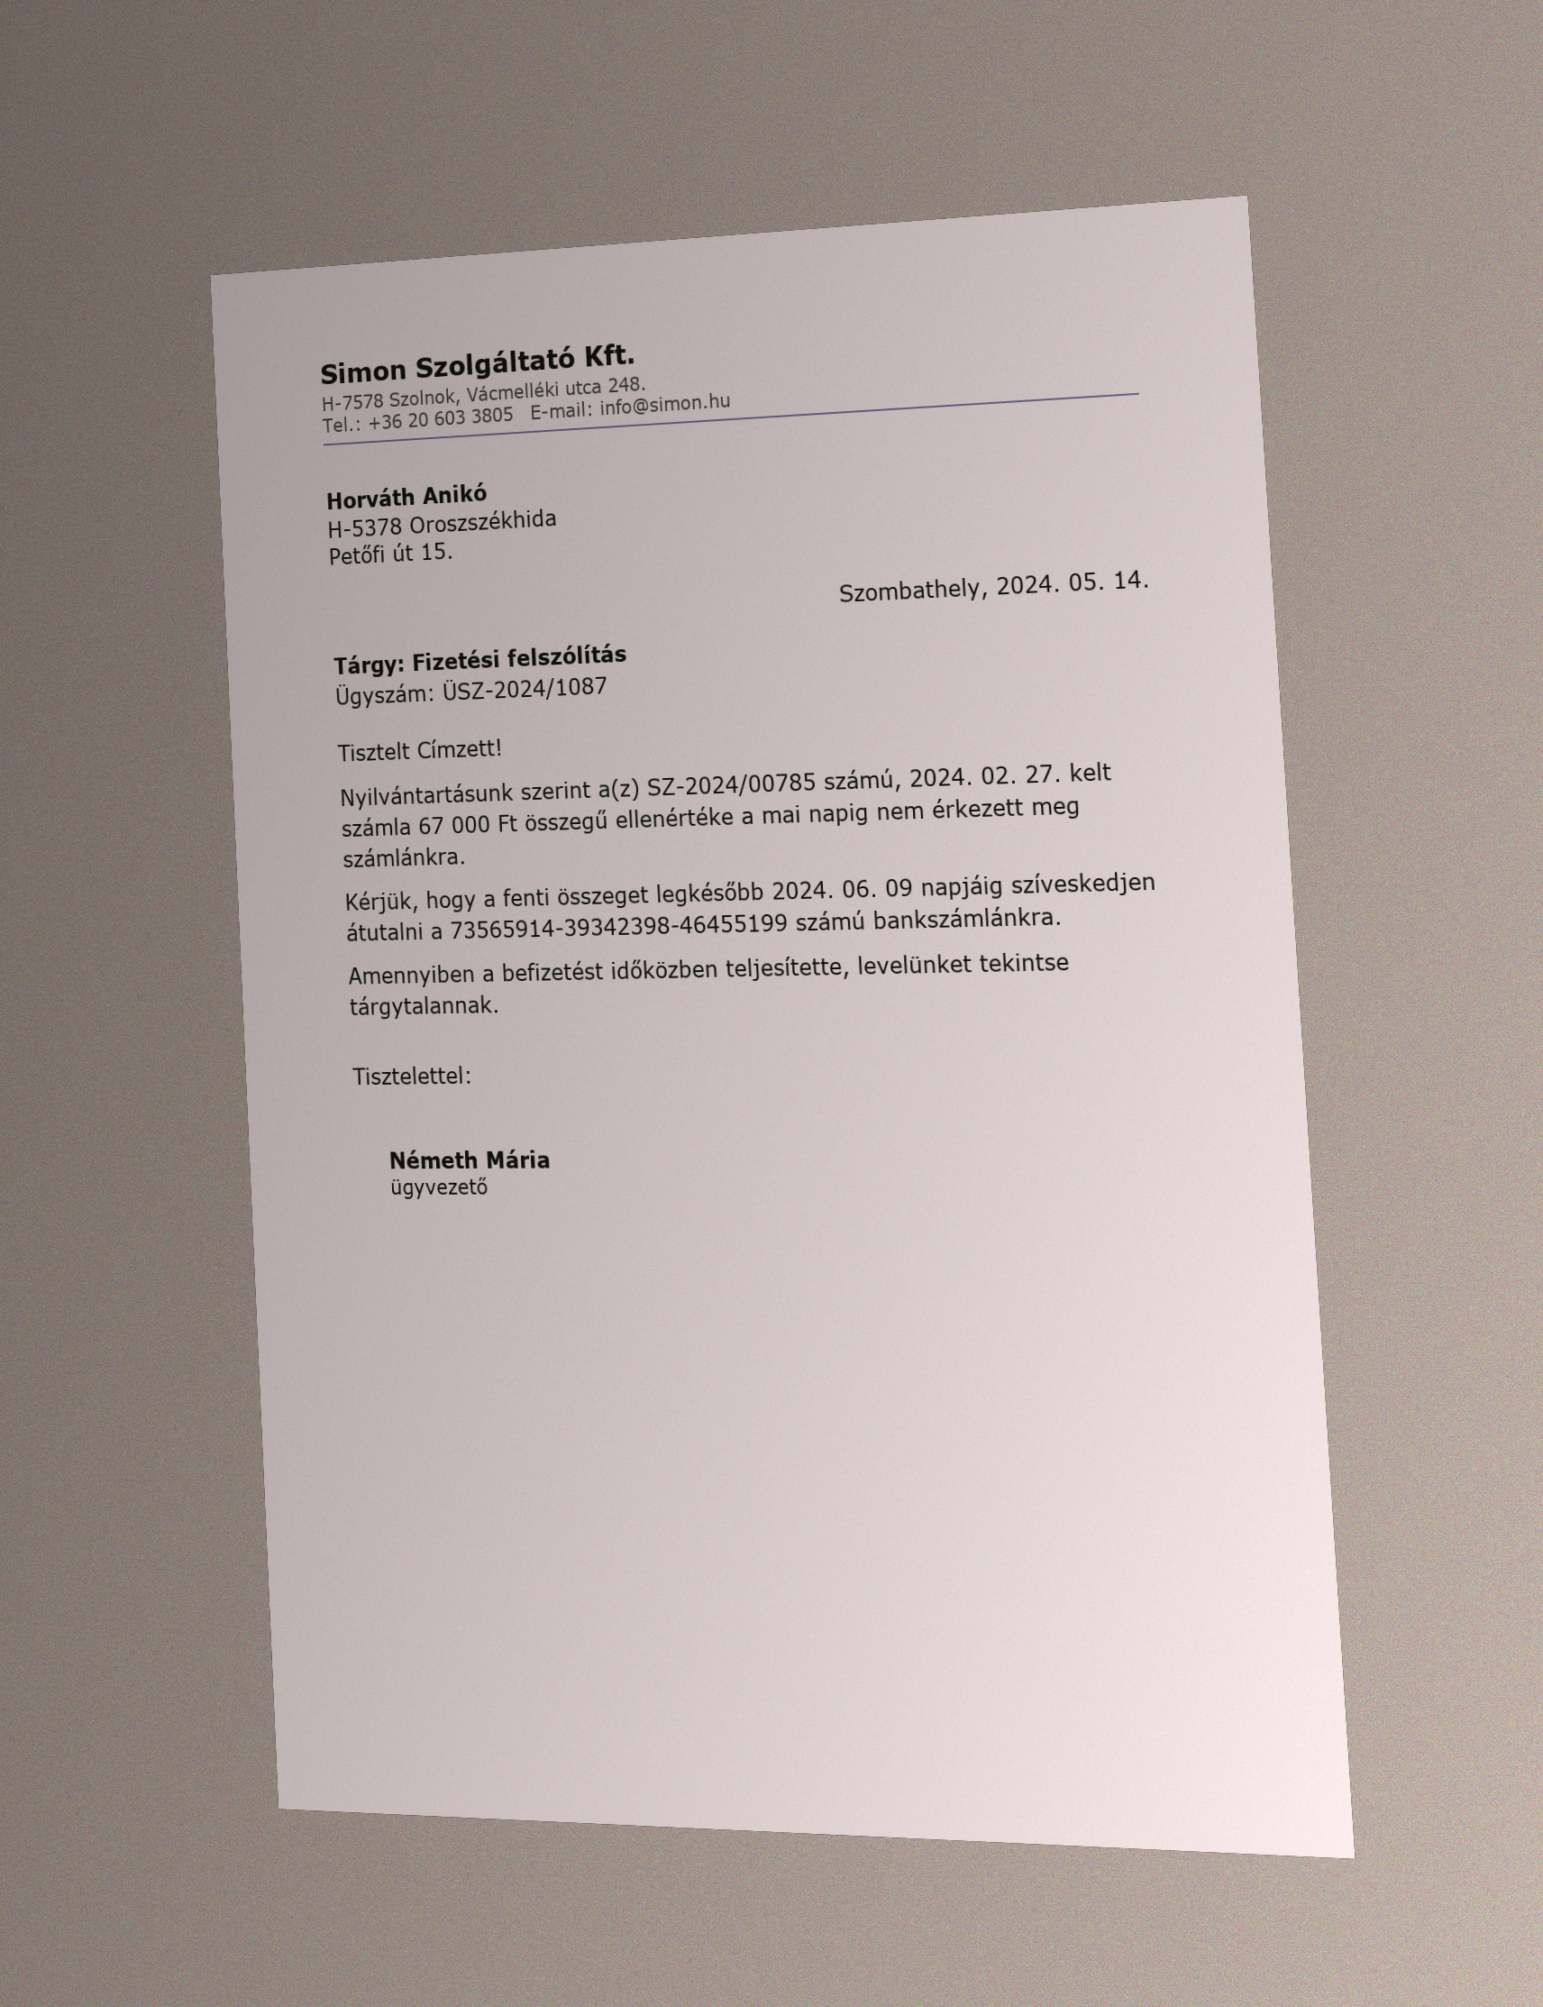 Simon Szolgáltató Kft.
H-7578 Szolnok, Vácmelléki utca 248.
Tel.: +36 20 603 3805 E-mail: info@simon.hu
Horváth Anikó
H-5378 Oroszszékhida
Petőfi út 15.
Szombathely, 2024. 05. 14.
Tárgy: Fizetési felszólítás
Ügyszám: ÜSZ-2024/1087
Tisztelt Címzett!
Nyilvántartásunk szerint a(z) SZ-2024/00785 számú, 2024. 02. 27. kelt
számla 67 000 Ft összegű ellenértéke a mai napig nem érkezett meg
számlánkra.
Kérjük, hogy a fenti összeget legkésőbb 2024. 06. 09 napjáig szíveskedjen
átutalni a 73565914-39342398-46455199 számú bankszámlánkra.
Amennyiben a befizetést időközben teljesítette, levelünket tekintse
tárgytalannak.
Tisztelettel:
Németh Mária
ügyvezető